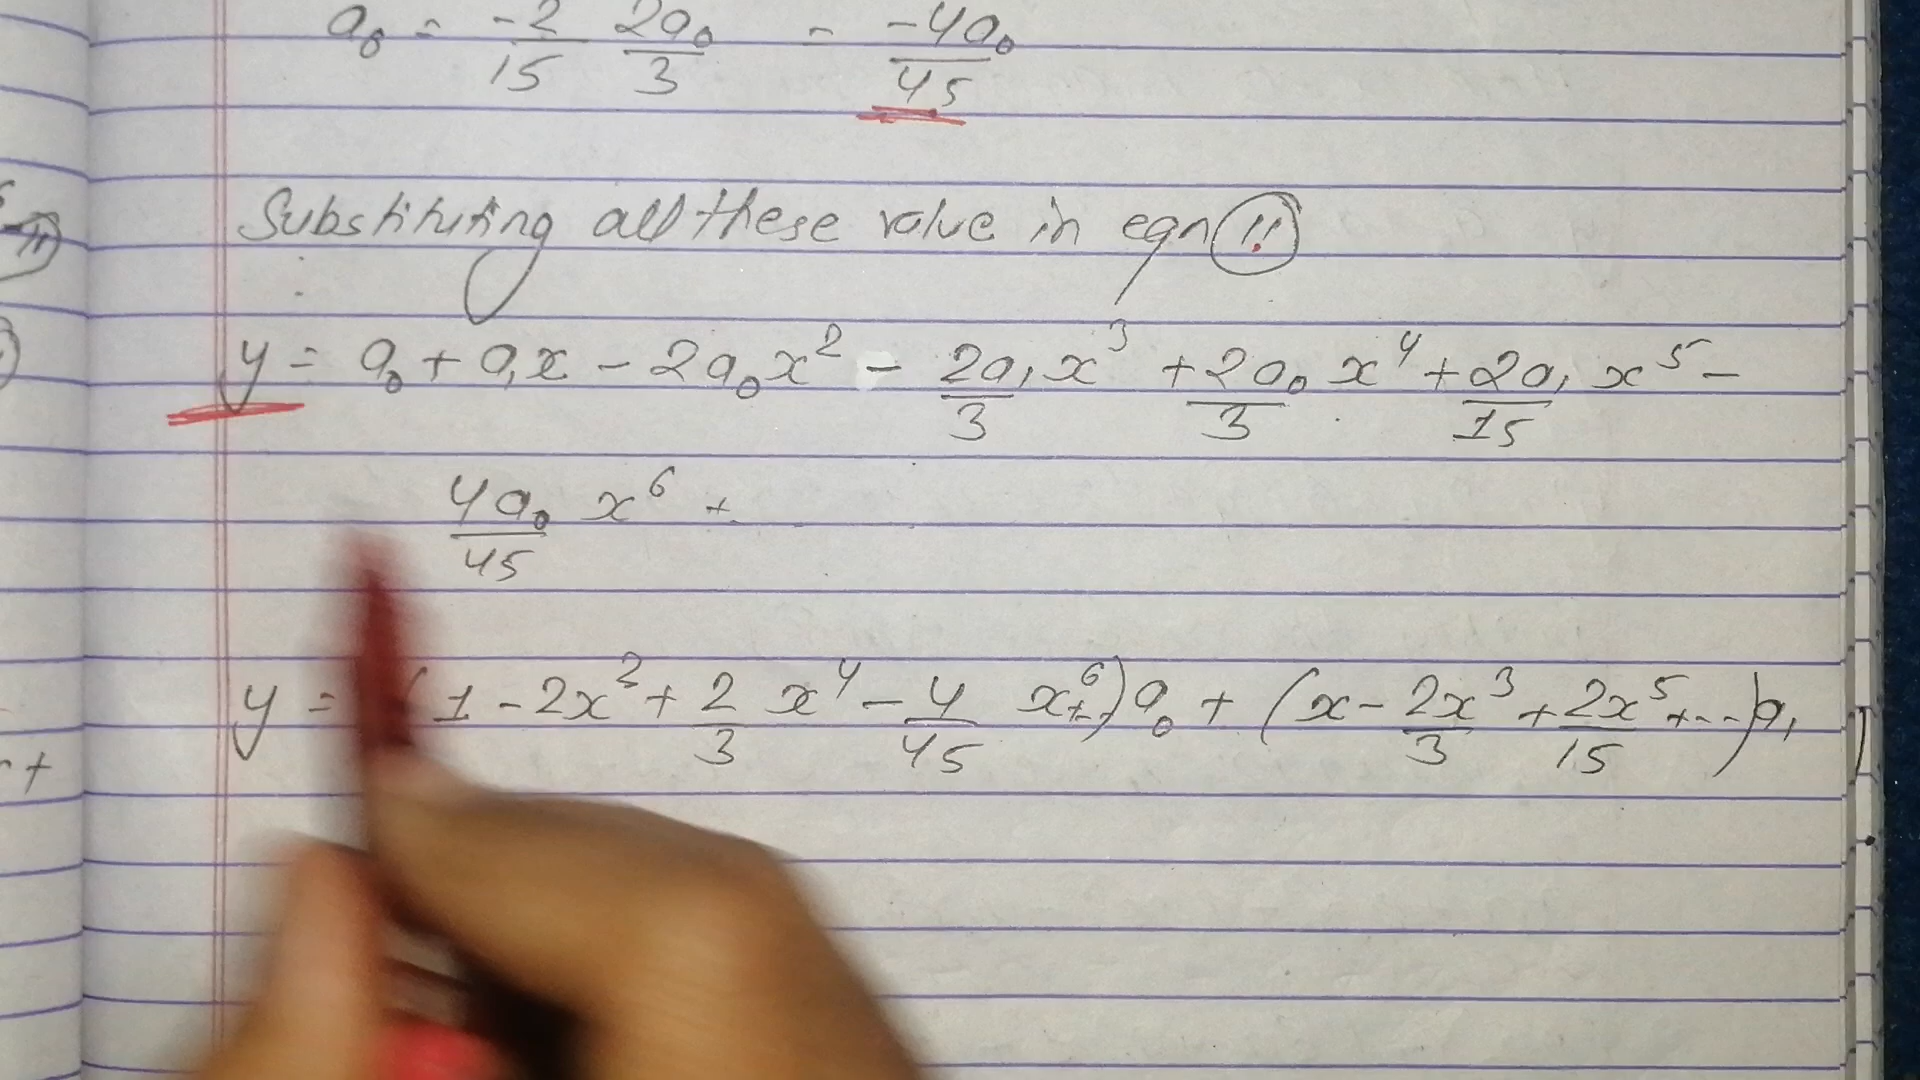 a₆ = -2/15 2a₀/3 = -4a₀/45
Substituting all these value in eqn (ii)
y = a₀ + a₁x - 2a₀x² - 2a₁/3 x³ + 2a₀/3 x⁴ + 2a₁/15 x⁵ -
4a₀/45 x⁶ +
y = (1 - 2x² + 2/3 x⁴ - 4/45 x⁶ + --) a₀ + (x - 2x³/3 + 2x⁵/15 + ---) a₁